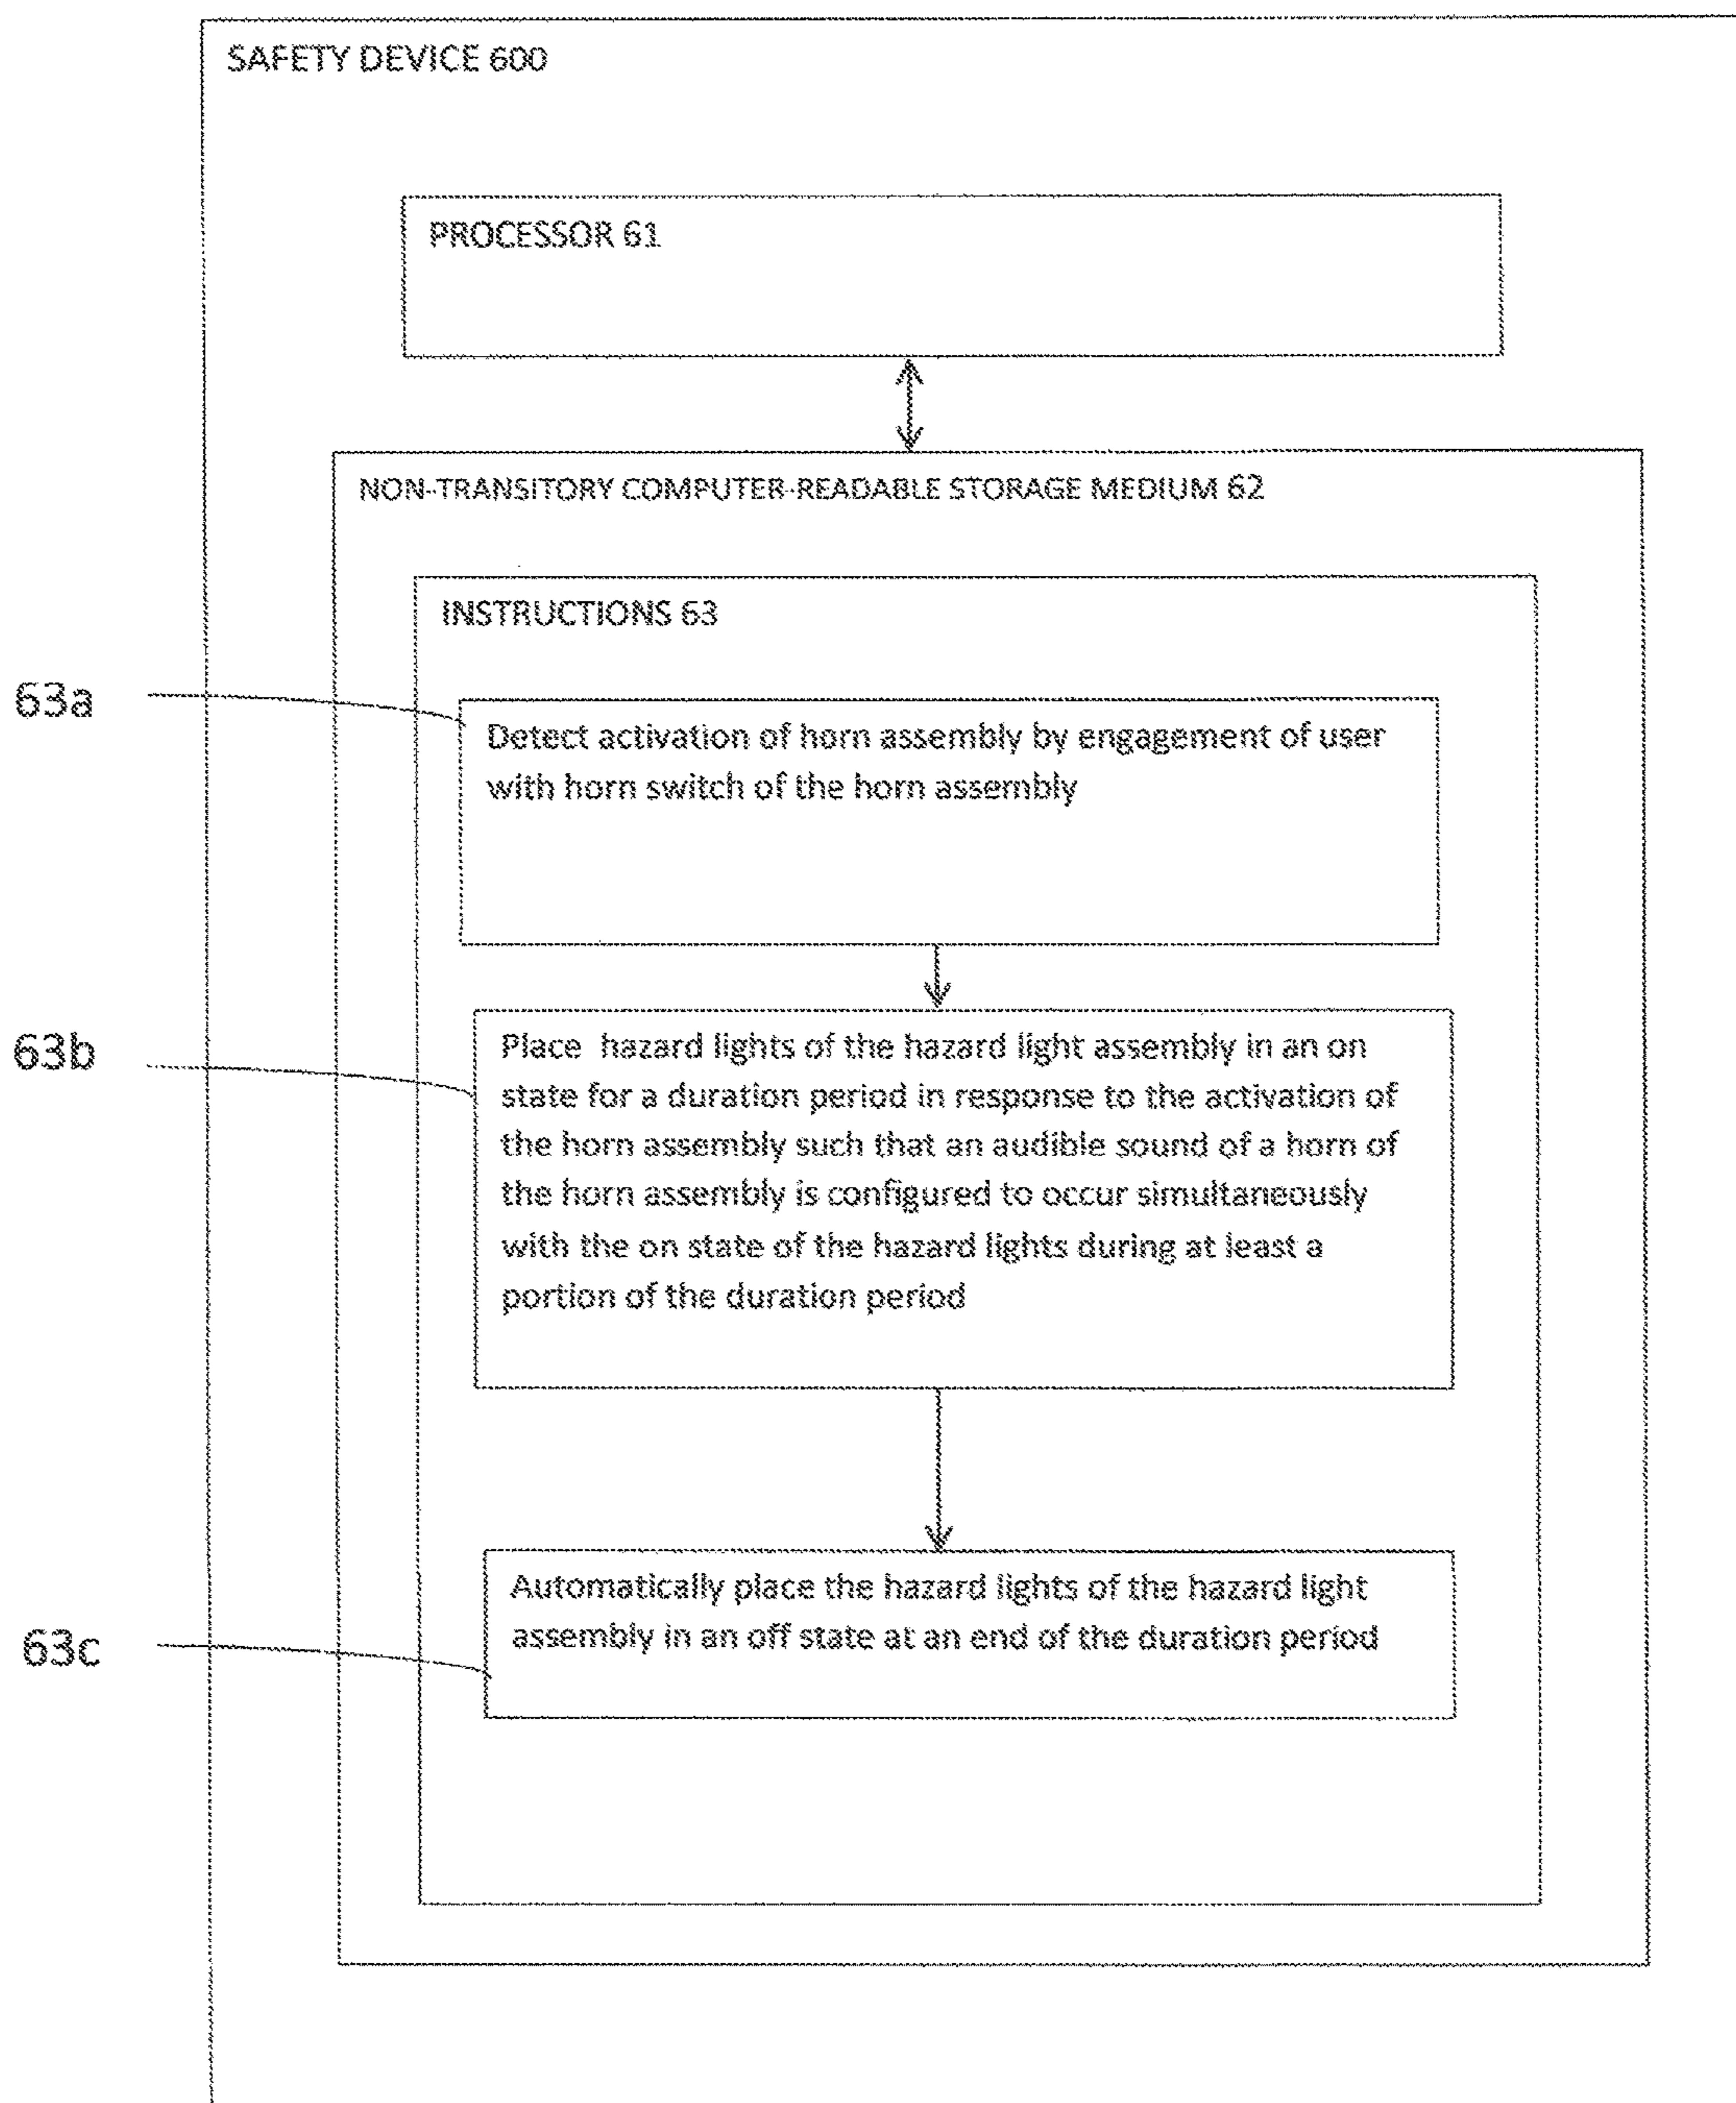 SAFETY DEVICE 600
PROCESSOR 61
NON-TRANSITORY COMPUTER-READABLE STORAGE MEDIUM 62
INSTRUCTIONS 63
63a
Detect activation of horn assembly by engagement of user
with horn switch of the horn assembly
63b
Place hazard lights of the hazard light assembly in an on
state for a duration period in response to the activation of
the horn assembly such that an audible sound of a horn of
the horn assembly is configured to occur simultaneously
with the on state of the hazard lights during at least a
portion of the duration period
63c
Automatically place the hazard lights of the hazard light
assembly in an off state at an end of the duration period